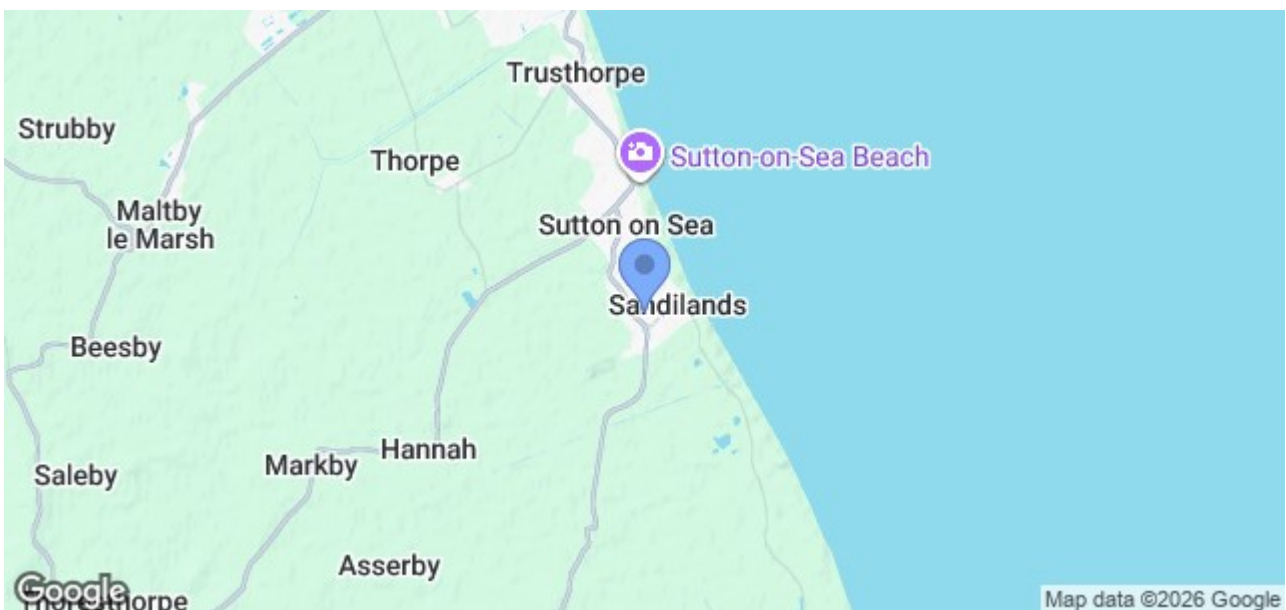 Trusthorpe
Strubby
Thorpe
Sutton-on-Sea Beach
Maltby
le Marsh
Sutton on Sea
Sandilands
Beesby
Hannah
Markby
Saleby
Asserby
Google
Thoresthorpe
Map data ©2026 Google